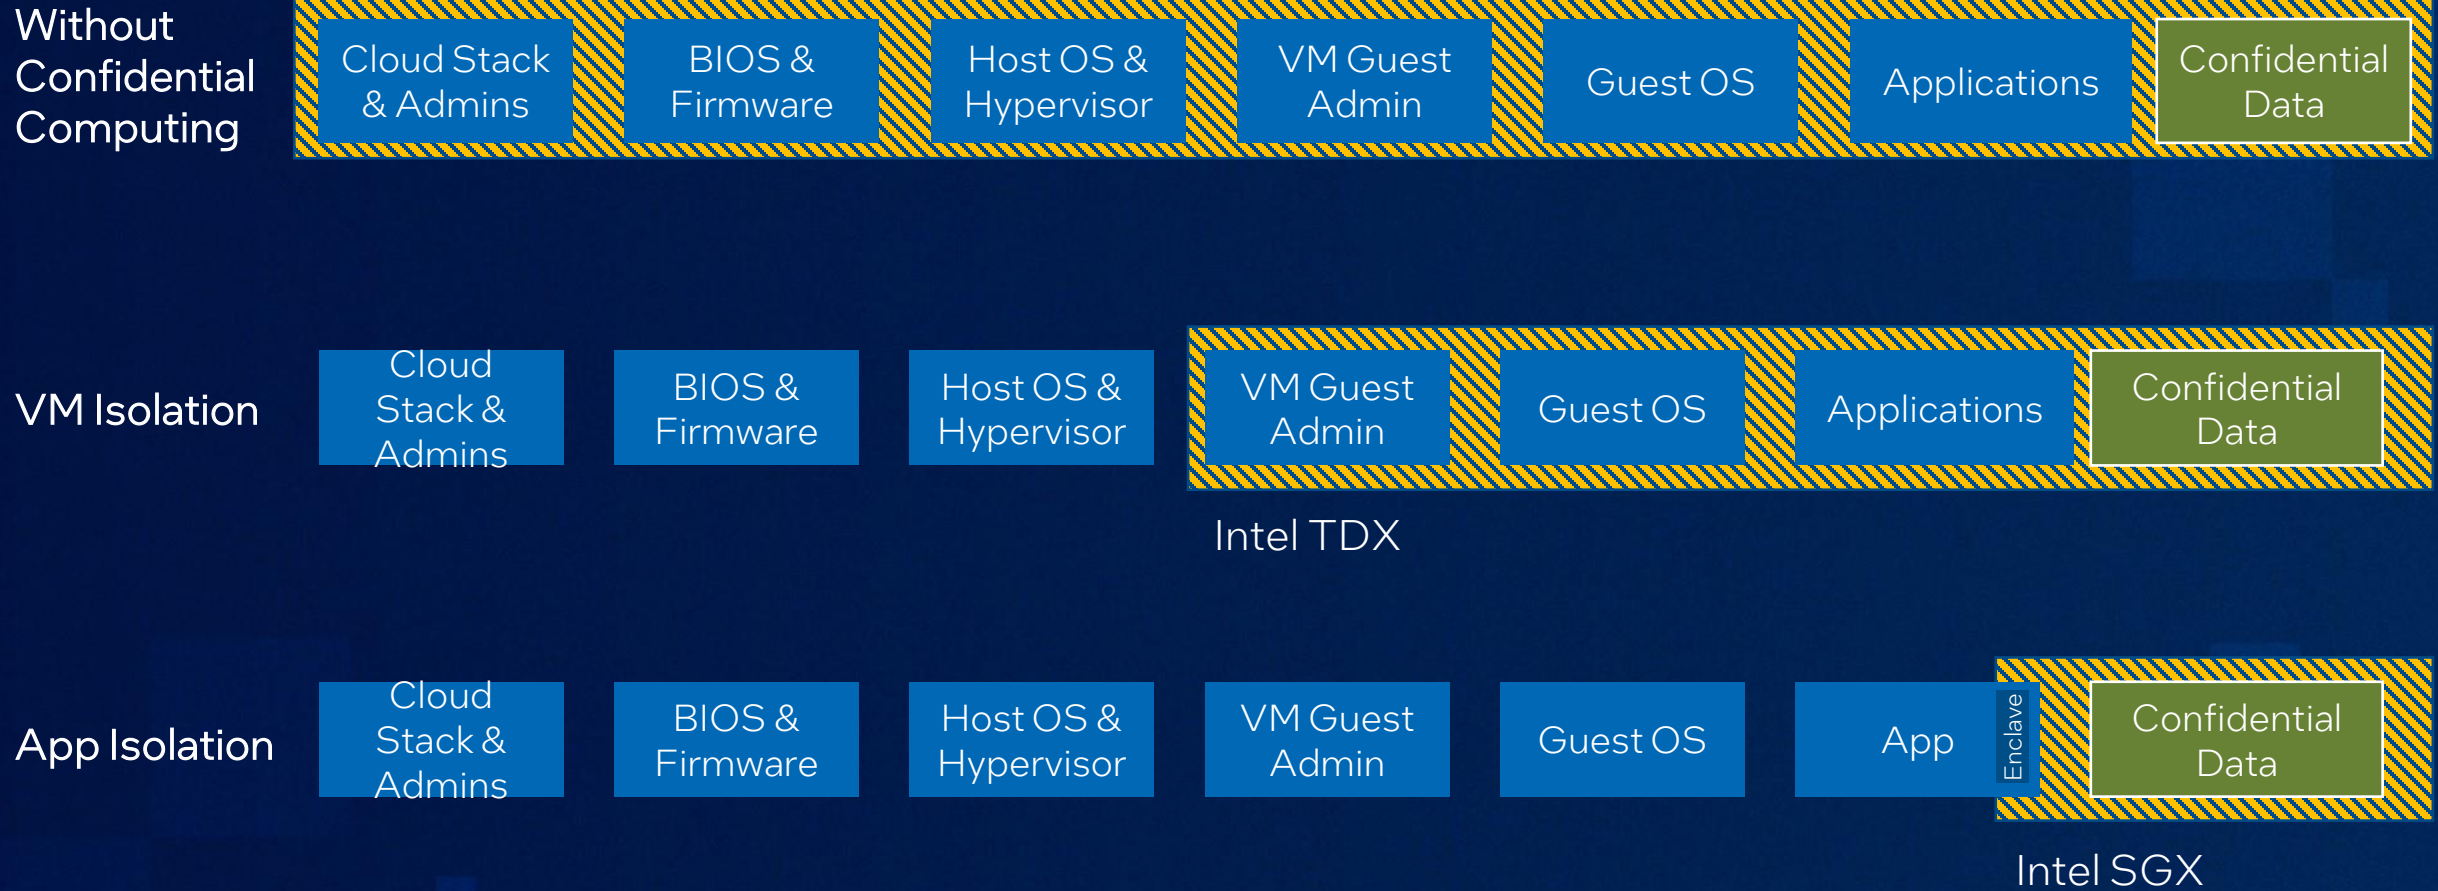 Without
Confidential
Computing
Cloud Stack
& Admins
BIOS &
Firmware
Host OS &
Hypervisor
VM Guest
Admin
Guest OS
Applications
Confidential
Data
VM Isolation
Cloud
Stack &
Admins
BIOS &
Firmware
Host OS &
Hypervisor
VM Guest
Admin
Guest OS
Applications
Confidential
Data
Intel TDX
App Isolation
Cloud
Stack &
Admins
BIOS &
Firmware
Host OS &
Hypervisor
VM Guest
Admin
Guest OS
App
Enclave
Confidential
Data
Intel SGX